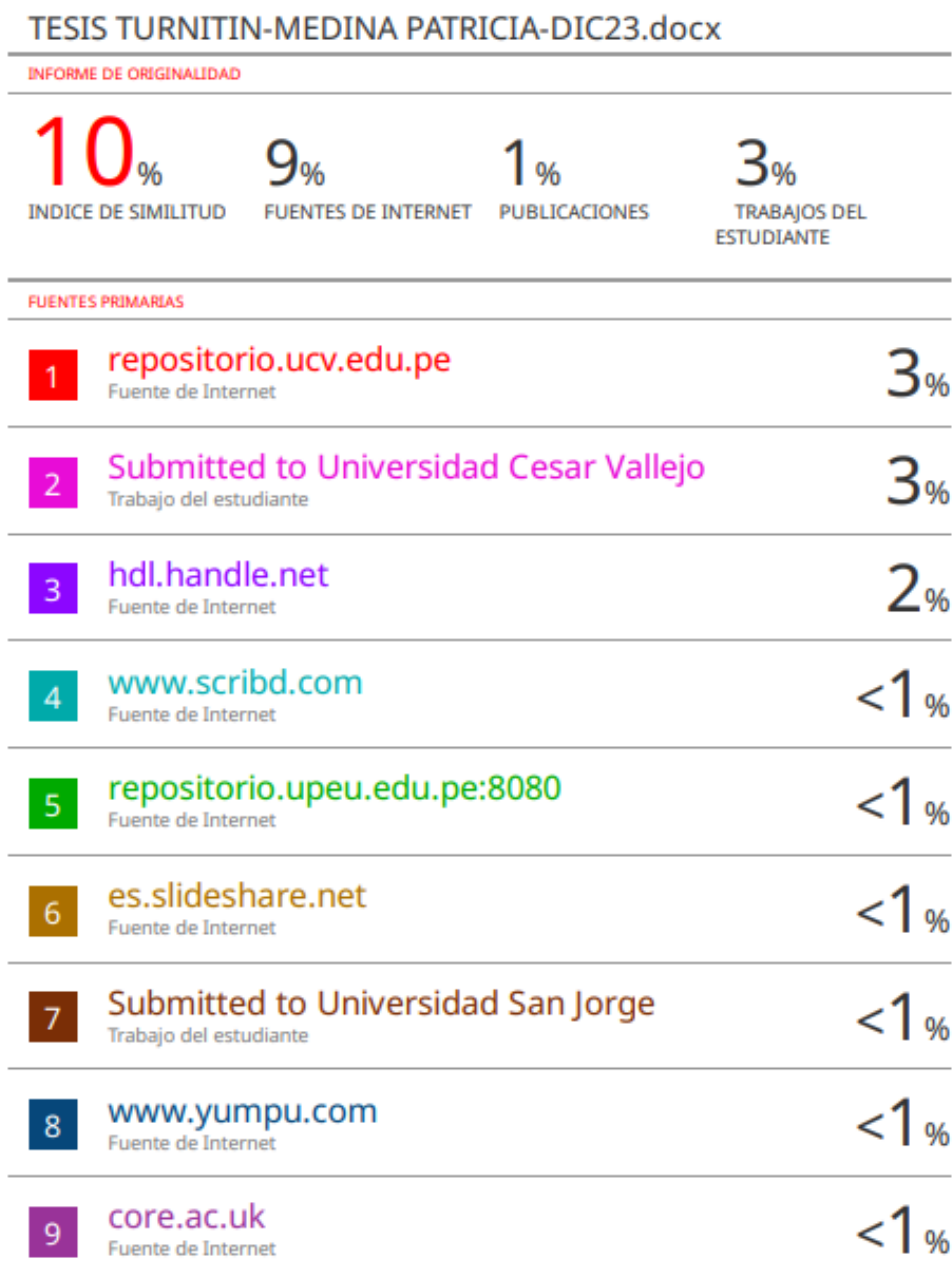 TESIS TURNITIN-MEDINA PATRICIA-DIC23.docx
INFORME DE ORIGINALIDAD
10% 9% 1% 3%
INDICE DE SIMILITUD FUENTES DE INTERNET PUBLICACIONES TRABAJOS DEL
ESTUDIANTE
FUENTES PRIMARIAS
1 repositorio.ucv.edu.pe 3%
Fuente de Internet
2 Submitted to Universidad Cesar Vallejo 3%
Trabajo del estudiante
3 hdl.handle.net 2%
Fuente de Internet
4 www.scribd.com <1%
Fuente de Internet
5 repositorio.upeu.edu.pe:8080 <1%
Fuente de Internet
6 es.slideshare.net <1%
Fuente de Internet
7 Submitted to Universidad San Jorge <1%
Trabajo del estudiante
8 www.yumpu.com <1%
Fuente de Internet
9 core.ac.uk <1%
Fuente de Internet